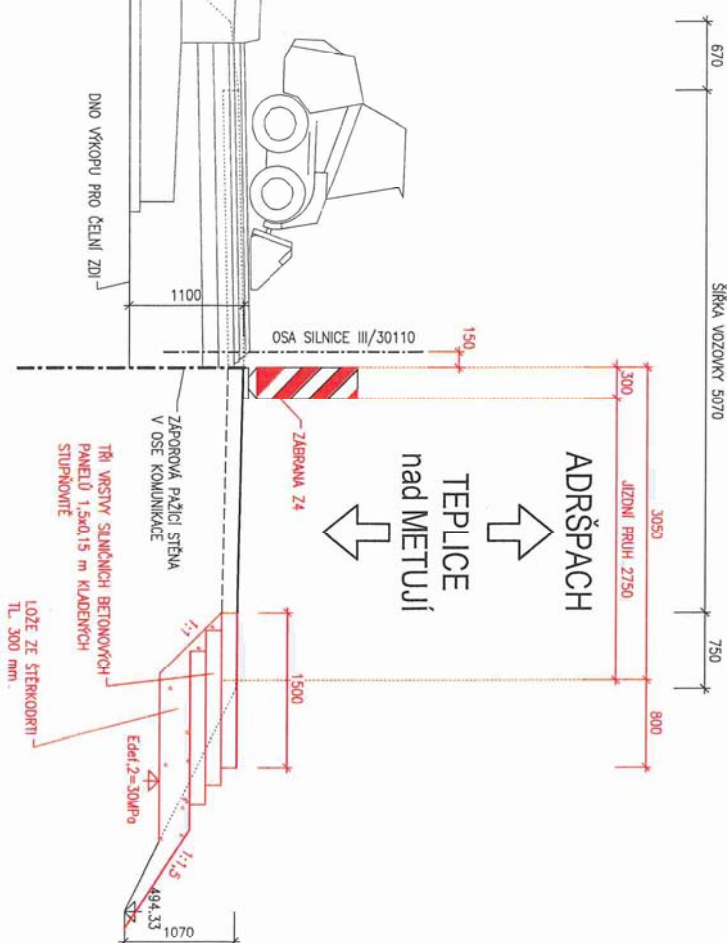 670
ŠÍŘKA VOZOVKY 5070
750
150
300
3050
JÍZDNÍ PRUH 2750
800
OSA SILNICE III/30110
1100
DNO VÝKOPU PRO ČELNÍ ZDI
ZÁBRANA Z4
ADRŠPACH
TEPLICE
nad METUJÍ
ZÁPOROVÁ PAŽÍCÍ STĚNA
V OSE KOMUNIKACE
TŘI VRSTVY SILNIČNÍCH BETONOVÝCH
PANELŮ 1,5x0,15 m KLADENÝCH
STUPŇOVITĚ
1:1
1500
LOŽE ZE ŠTĚRKODRTI
TL. 300 mm
Edef,2=30MPa
1:1,5
494.33
1070